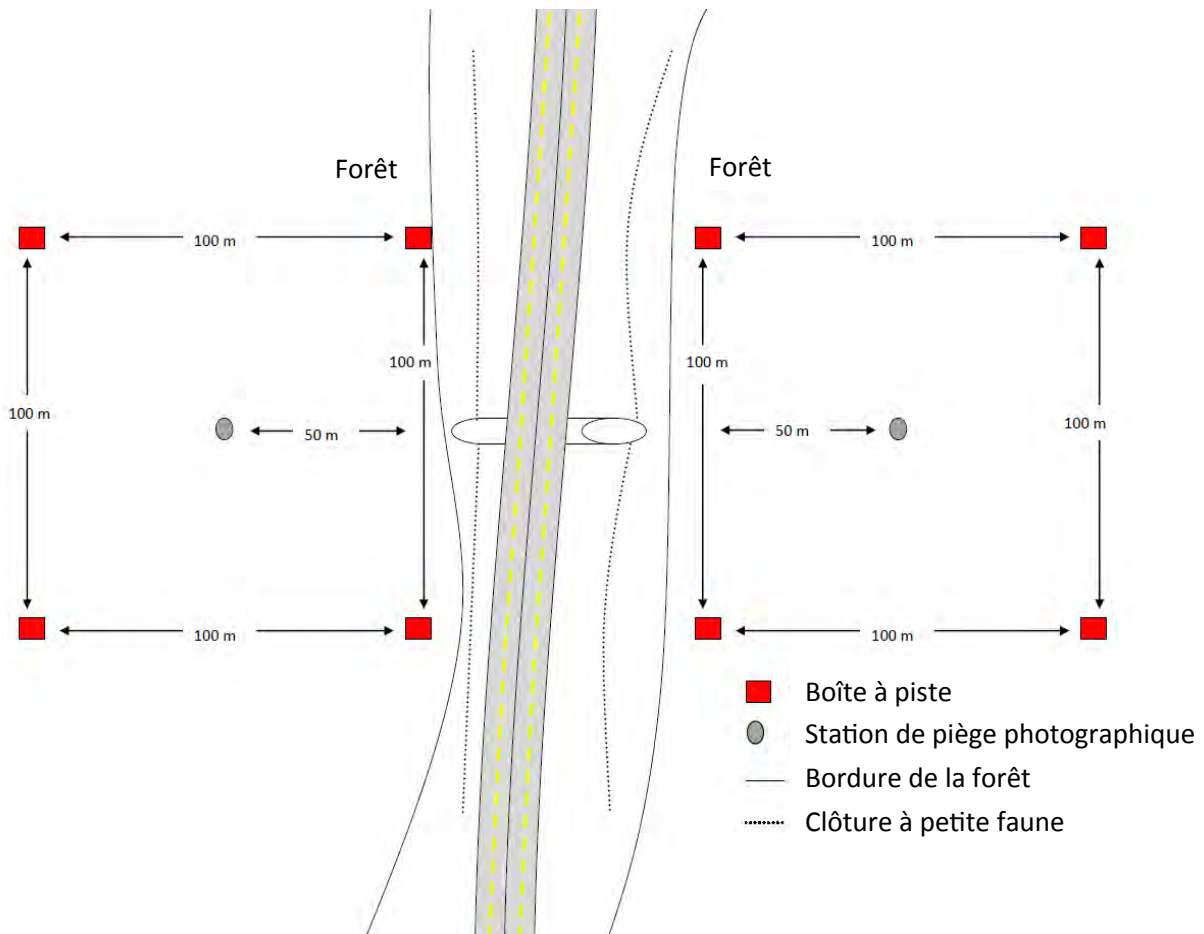 Forêt
Forêt
100 m
100 m
100 m
100 m
100 m
100 m
50 m
50 m
100 m
100 m
Boîte à piste
Station de piège photographique
Bordure de la forêt
Clôture à petite faune